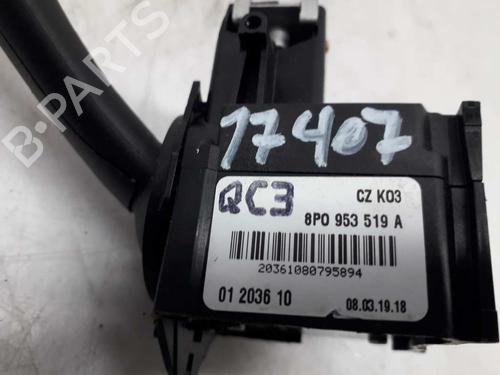 B-PARTS
17407
QC3
CZ K03
8P0 953 519 A
20361080795894
01 2036 10
08.03.19.18